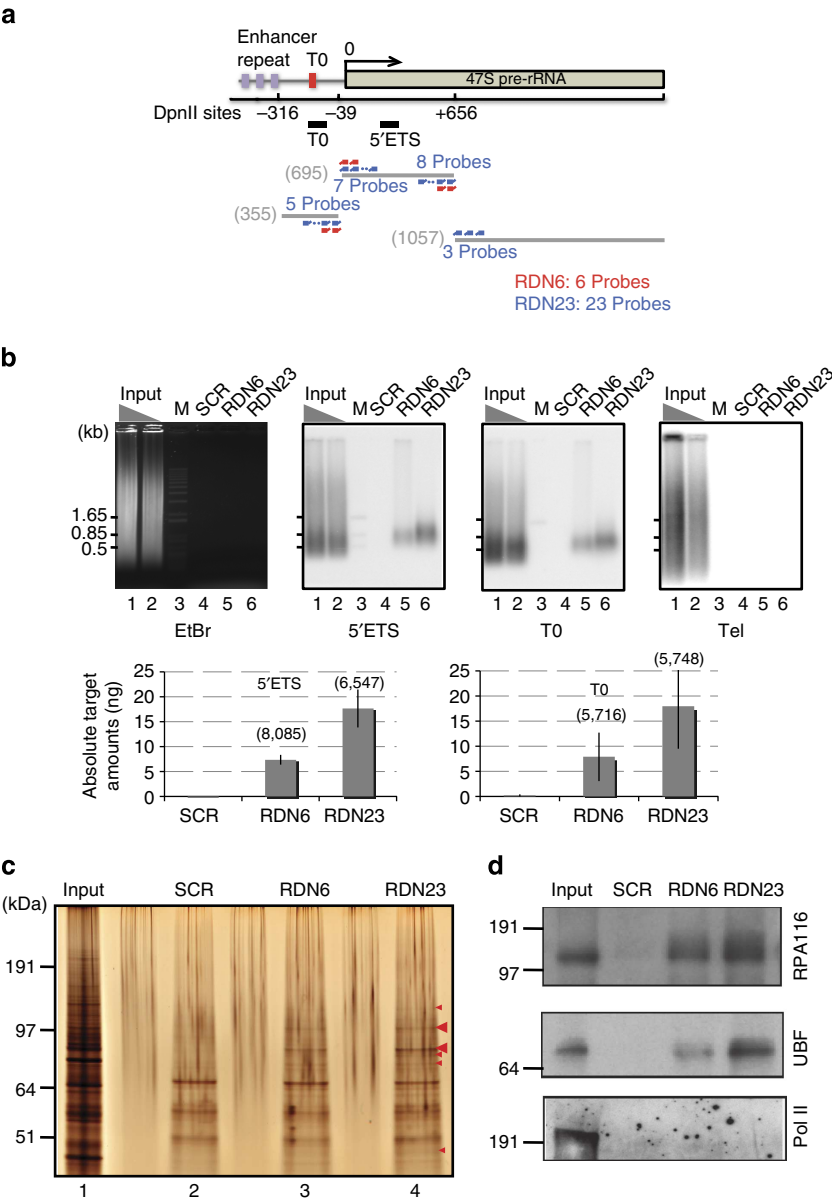 a
Enhancer
repeat T0 0
47S pre-rRNA
DpnII sites −316 −39 +656
T0 5′ETS
(695) 8 Probes
7 Probes
5 Probes
(355)
(1057)
3 Probes
RDN6: 6 Probes
RDN23: 23 Probes
b
Input M SCR RDN6 RDN23 Input M SCR RDN6 RDN23 Input M SCR RDN6 RDN23 Input M SCR RDN6 RDN23
(kb)
1.65
0.85
0.5
1 2 3 4 5 6 1 2 3 4 5 6 1 2 3 4 5 6 1 2 3 4 5 6
EtBr 5′ETS T0 Tel
Absolute target
amounts (ng)
25
20
15
10
5
0
5′ETS
(8,085)
(6,547)
SCR RDN6 RDN23
25
20
15
10
5
0
T0
(5,716)
(5,748)
SCR RDN6 RDN23
c
Input SCR RDN6 RDN23
(kDa)
191
97
64
51
1 2 3 4
d
Input SCR RDN6 RDN23
191
97
RPA116
64
UBF
191
Pol II